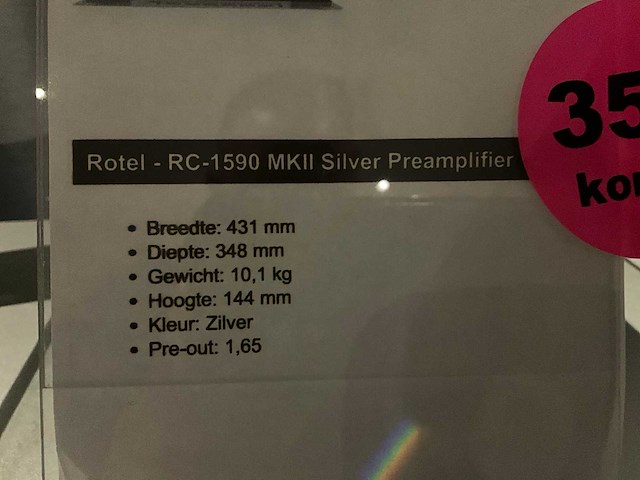 Rotel - RC-1590 MKII Silver Preamplifier
• Breedte: 431 mm
• Diepte: 348 mm
• Gewicht: 10,1 kg
• Hoogte: 144 mm
• Kleur: Zilver
• Pre-out: 1,65
35